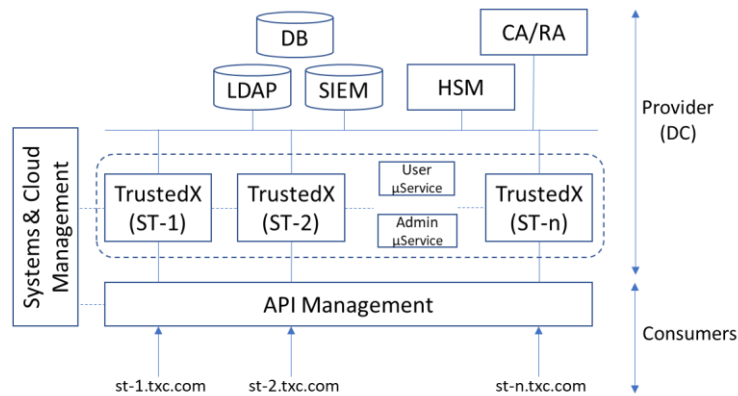 DB
CA/RA
LDAP
SIEM
HSM
Provider
(DC)
Systems & Cloud
Management
TrustedX
(ST-1)
TrustedX
(ST-2)
User
µService
Admin
µService
TrustedX
(ST-n)
API Management
Consumers
st-1.txc.com
st-2.txc.com
st-n.txc.com